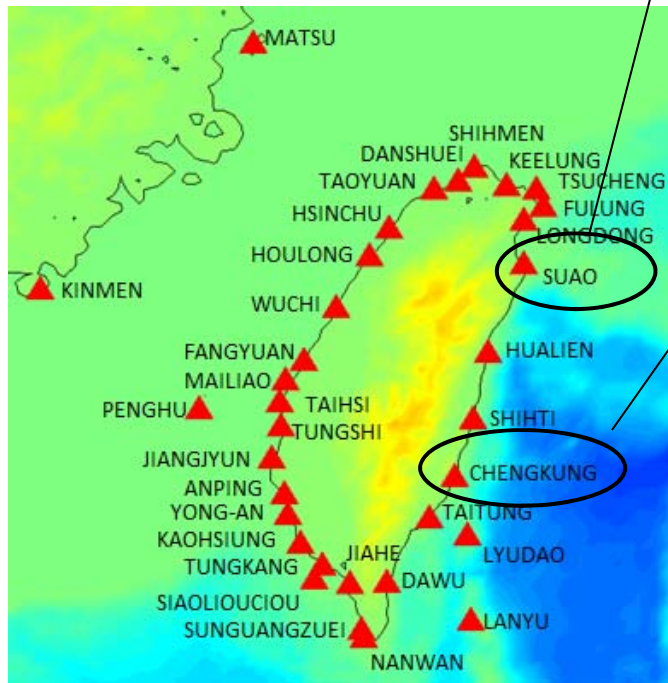 MATSU
SHIHMEN
DANSHUEI
KEELUNG
TAOYUAN
TSUCHENG
HSINCHU
FULUNG
LONGDONG
HOULONG
SUAO
KINMEN
WUCHI
HUALIEN
FANGYUAN
MAILIAO
PENGHU
TAIHSI
SHIHTI
TUNGSHI
JIANGJYUN
CHENGKUNG
ANPING
YONG-AN
TAITUNG
KAOHSIUNG
LYUDAO
JIAHE
TUNGKANG
DAWU
SIAOLIOUCIOU
LANYU
SUNGUANGZUEI
NANWAN